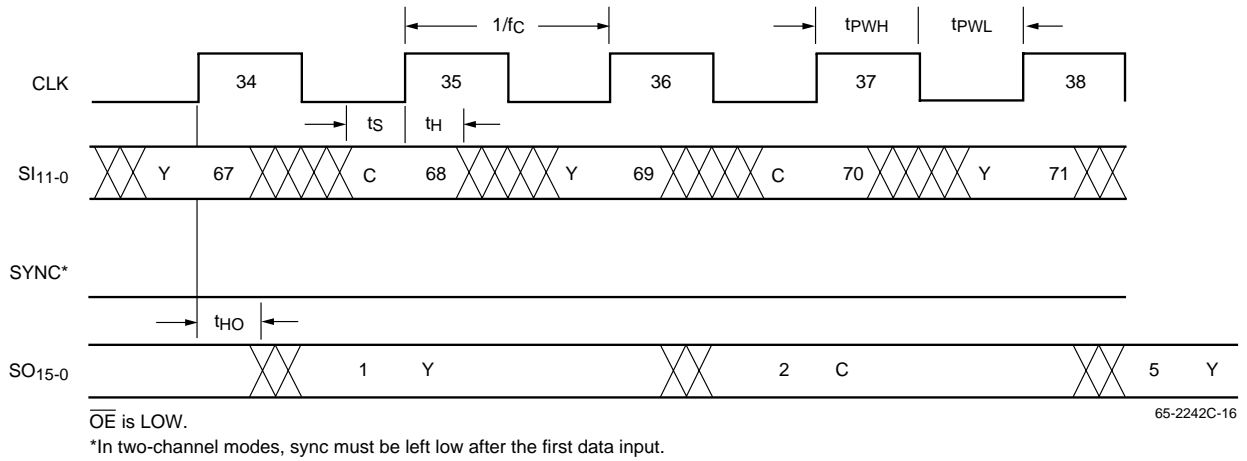 1/fC tPWH tPWL
CLK 34 35 36 37 38
tS tH
SI11-0 Y 67 C 68 Y 69 C 70 Y 71
SYNC*
tHO
SO15-0 1 Y 2 C 5 Y
OE is LOW.
65-2242C-16
*In two-channel modes, sync must be left low after the first data input.